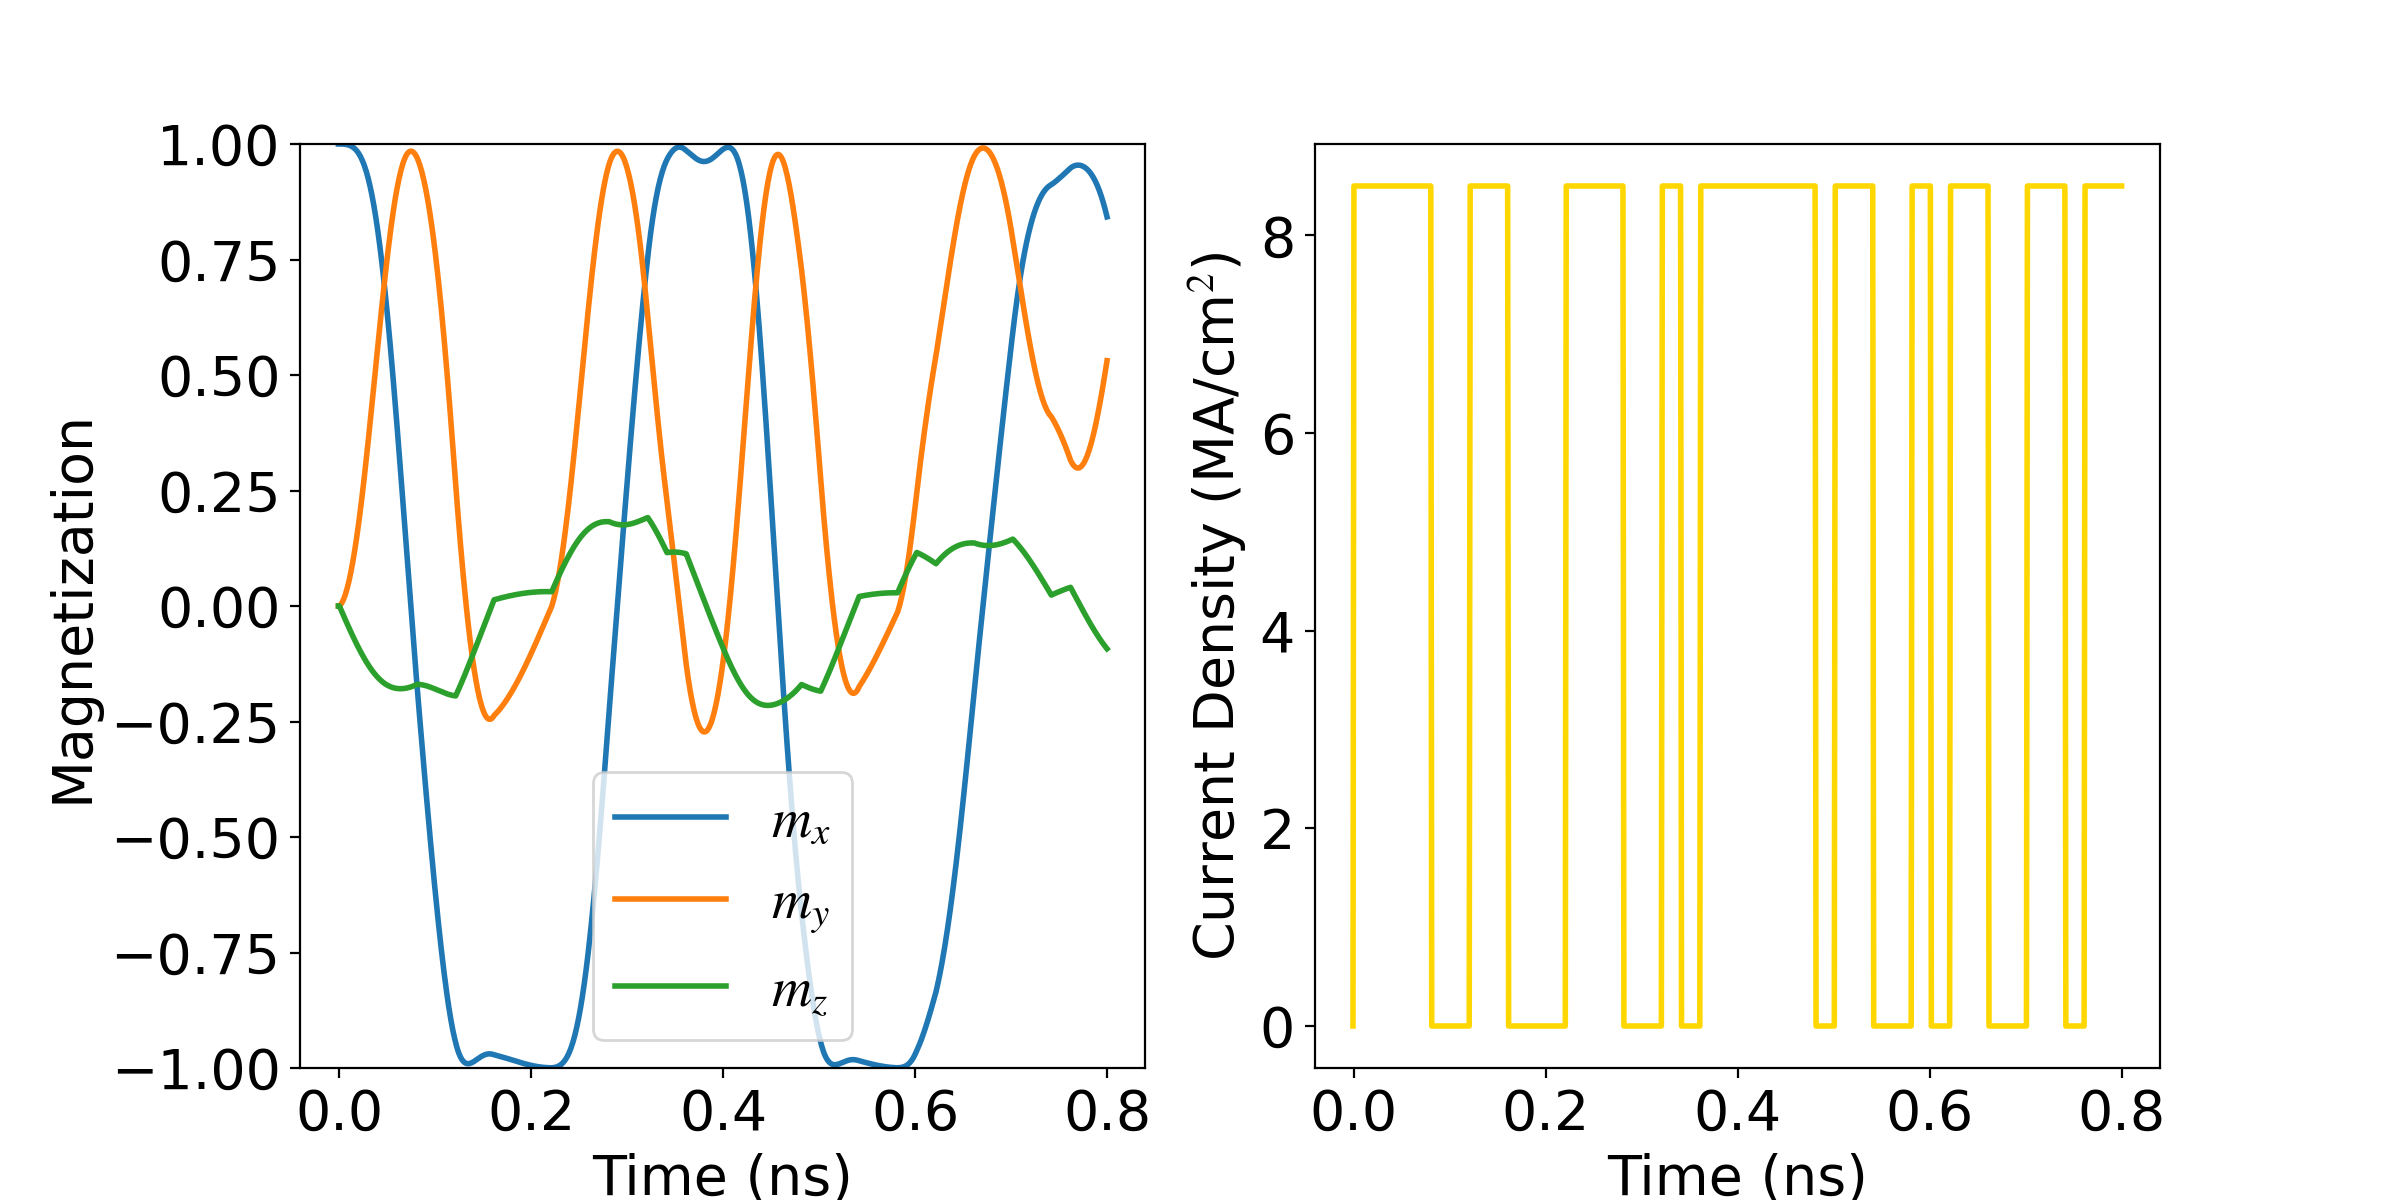 Magnetization
1.00
0.75
0.50
0.25
0.00
−0.25
−0.50
−0.75
−1.00
0.0 0.2 0.4 0.6 0.8
Time (ns)
m_x
m_y
m_z
Current Density (MA/cm²)
8
6
4
2
0
0.0 0.2 0.4 0.6 0.8
Time (ns)